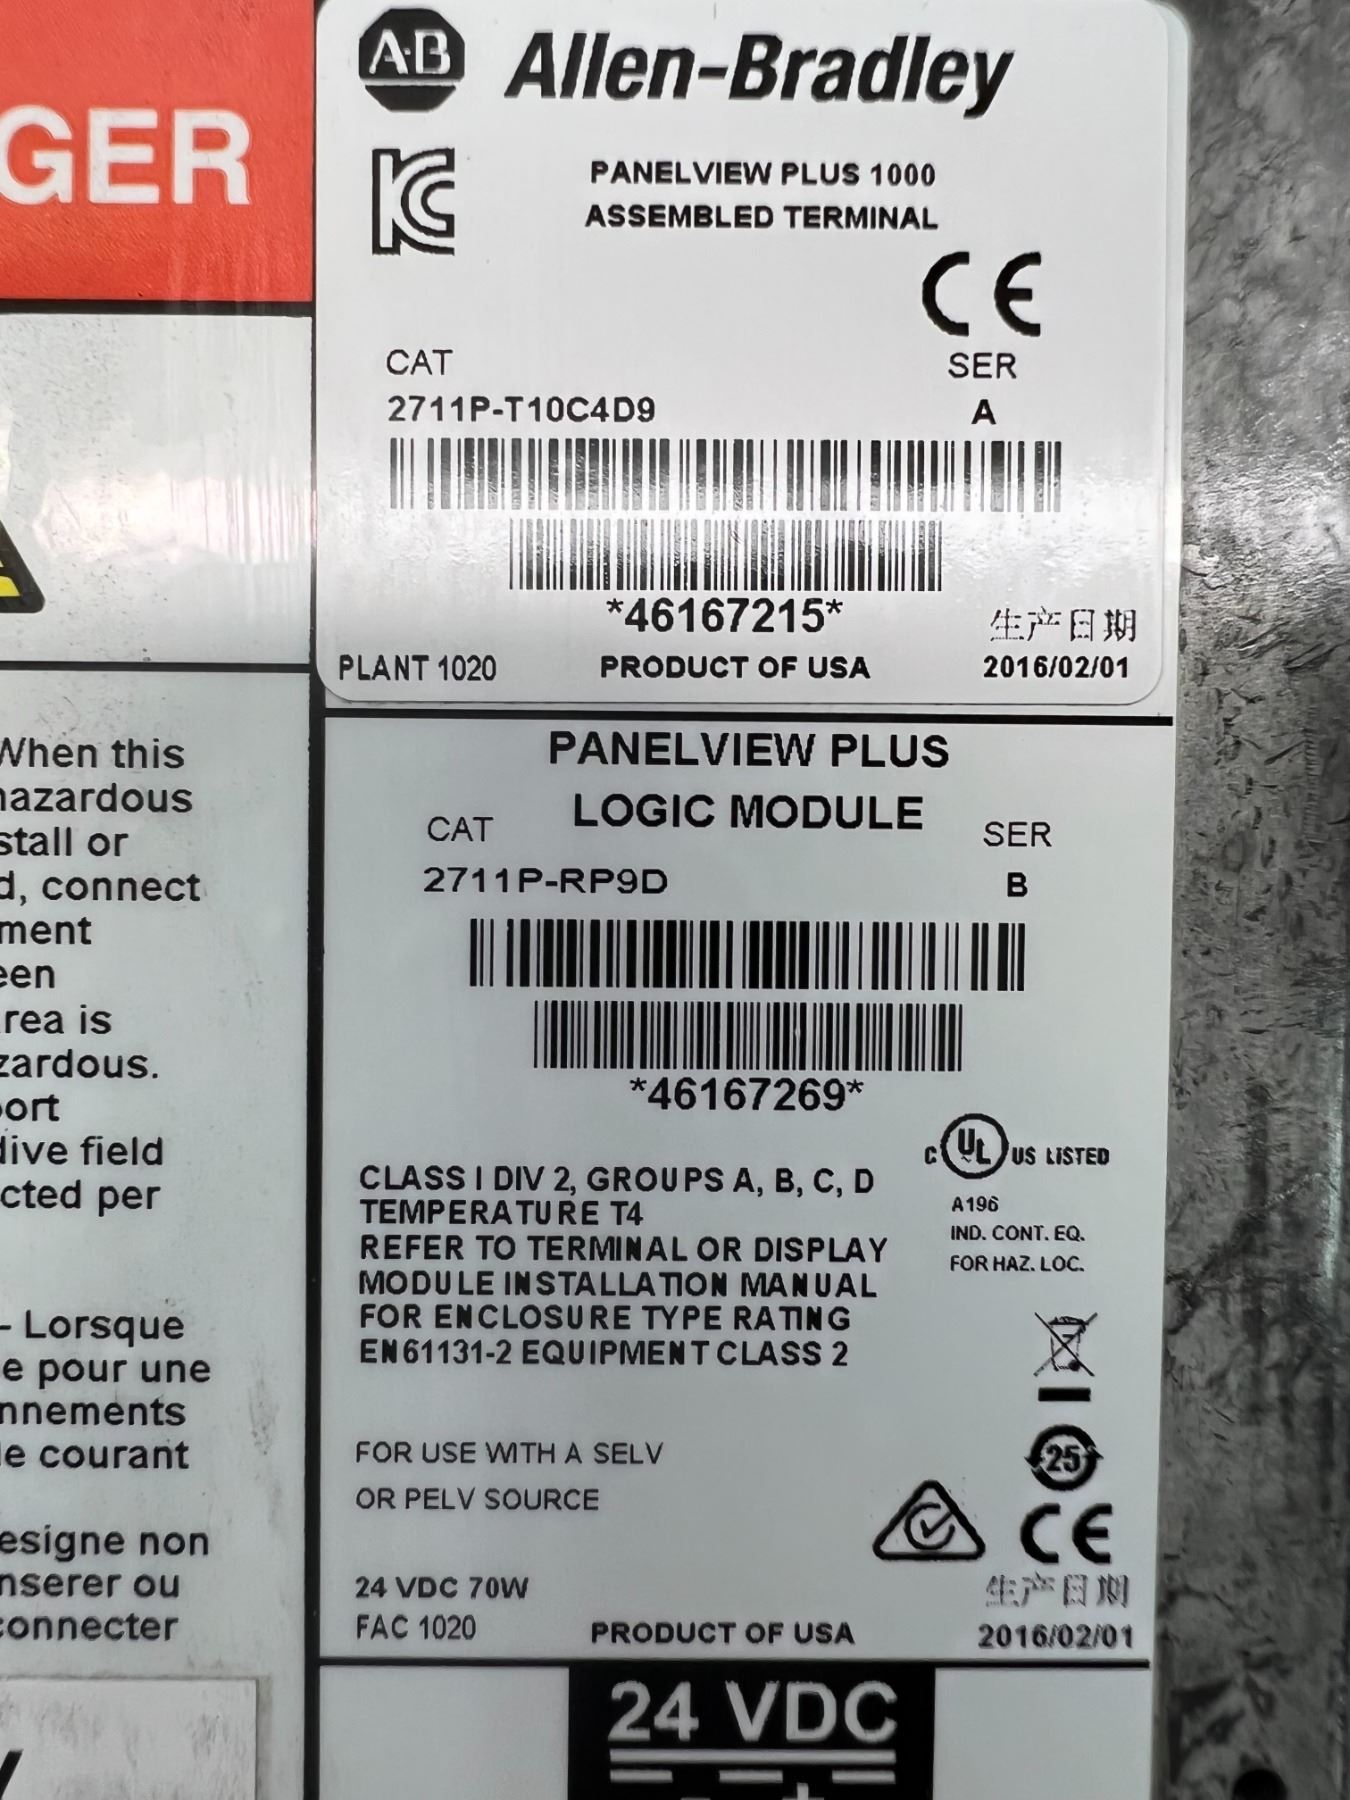 GER
When this
hazardous
stall or
d, connect
ment
een
rea is
zardous.
ort
dive field
cted per
- Lorsque
e pour une
nnements
le courant
esigne non
nserer ou
connecter
A-B Allen-Bradley
PANELVIEW PLUS 1000
ASSEMBLED TERMINAL
CE
CAT SER
2711P-T10C4D9 A
*46167215*
生产日期
PLANT 1020 PRODUCT OF USA 2016/02/01
PANELVIEW PLUS
LOGIC MODULE
CAT SER
2711P-RP9D B
*46167269*
C UL US LISTED
A196
IND. CONT. EQ.
FOR HAZ. LOC.
CLASS I DIV 2, GROUPS A, B, C, D
TEMPERATURE T4
REFER TO TERMINAL OR DISPLAY
MODULE INSTALLATION MANUAL
FOR ENCLOSURE TYPE RATING
EN61131-2 EQUIPMENT CLASS 2
25
FOR USE WITH A SELV
OR PELV SOURCE
CE
24 VDC 70W
生产日期
FAC 1020 PRODUCT OF USA 2016/02/01
24 VDC
- +